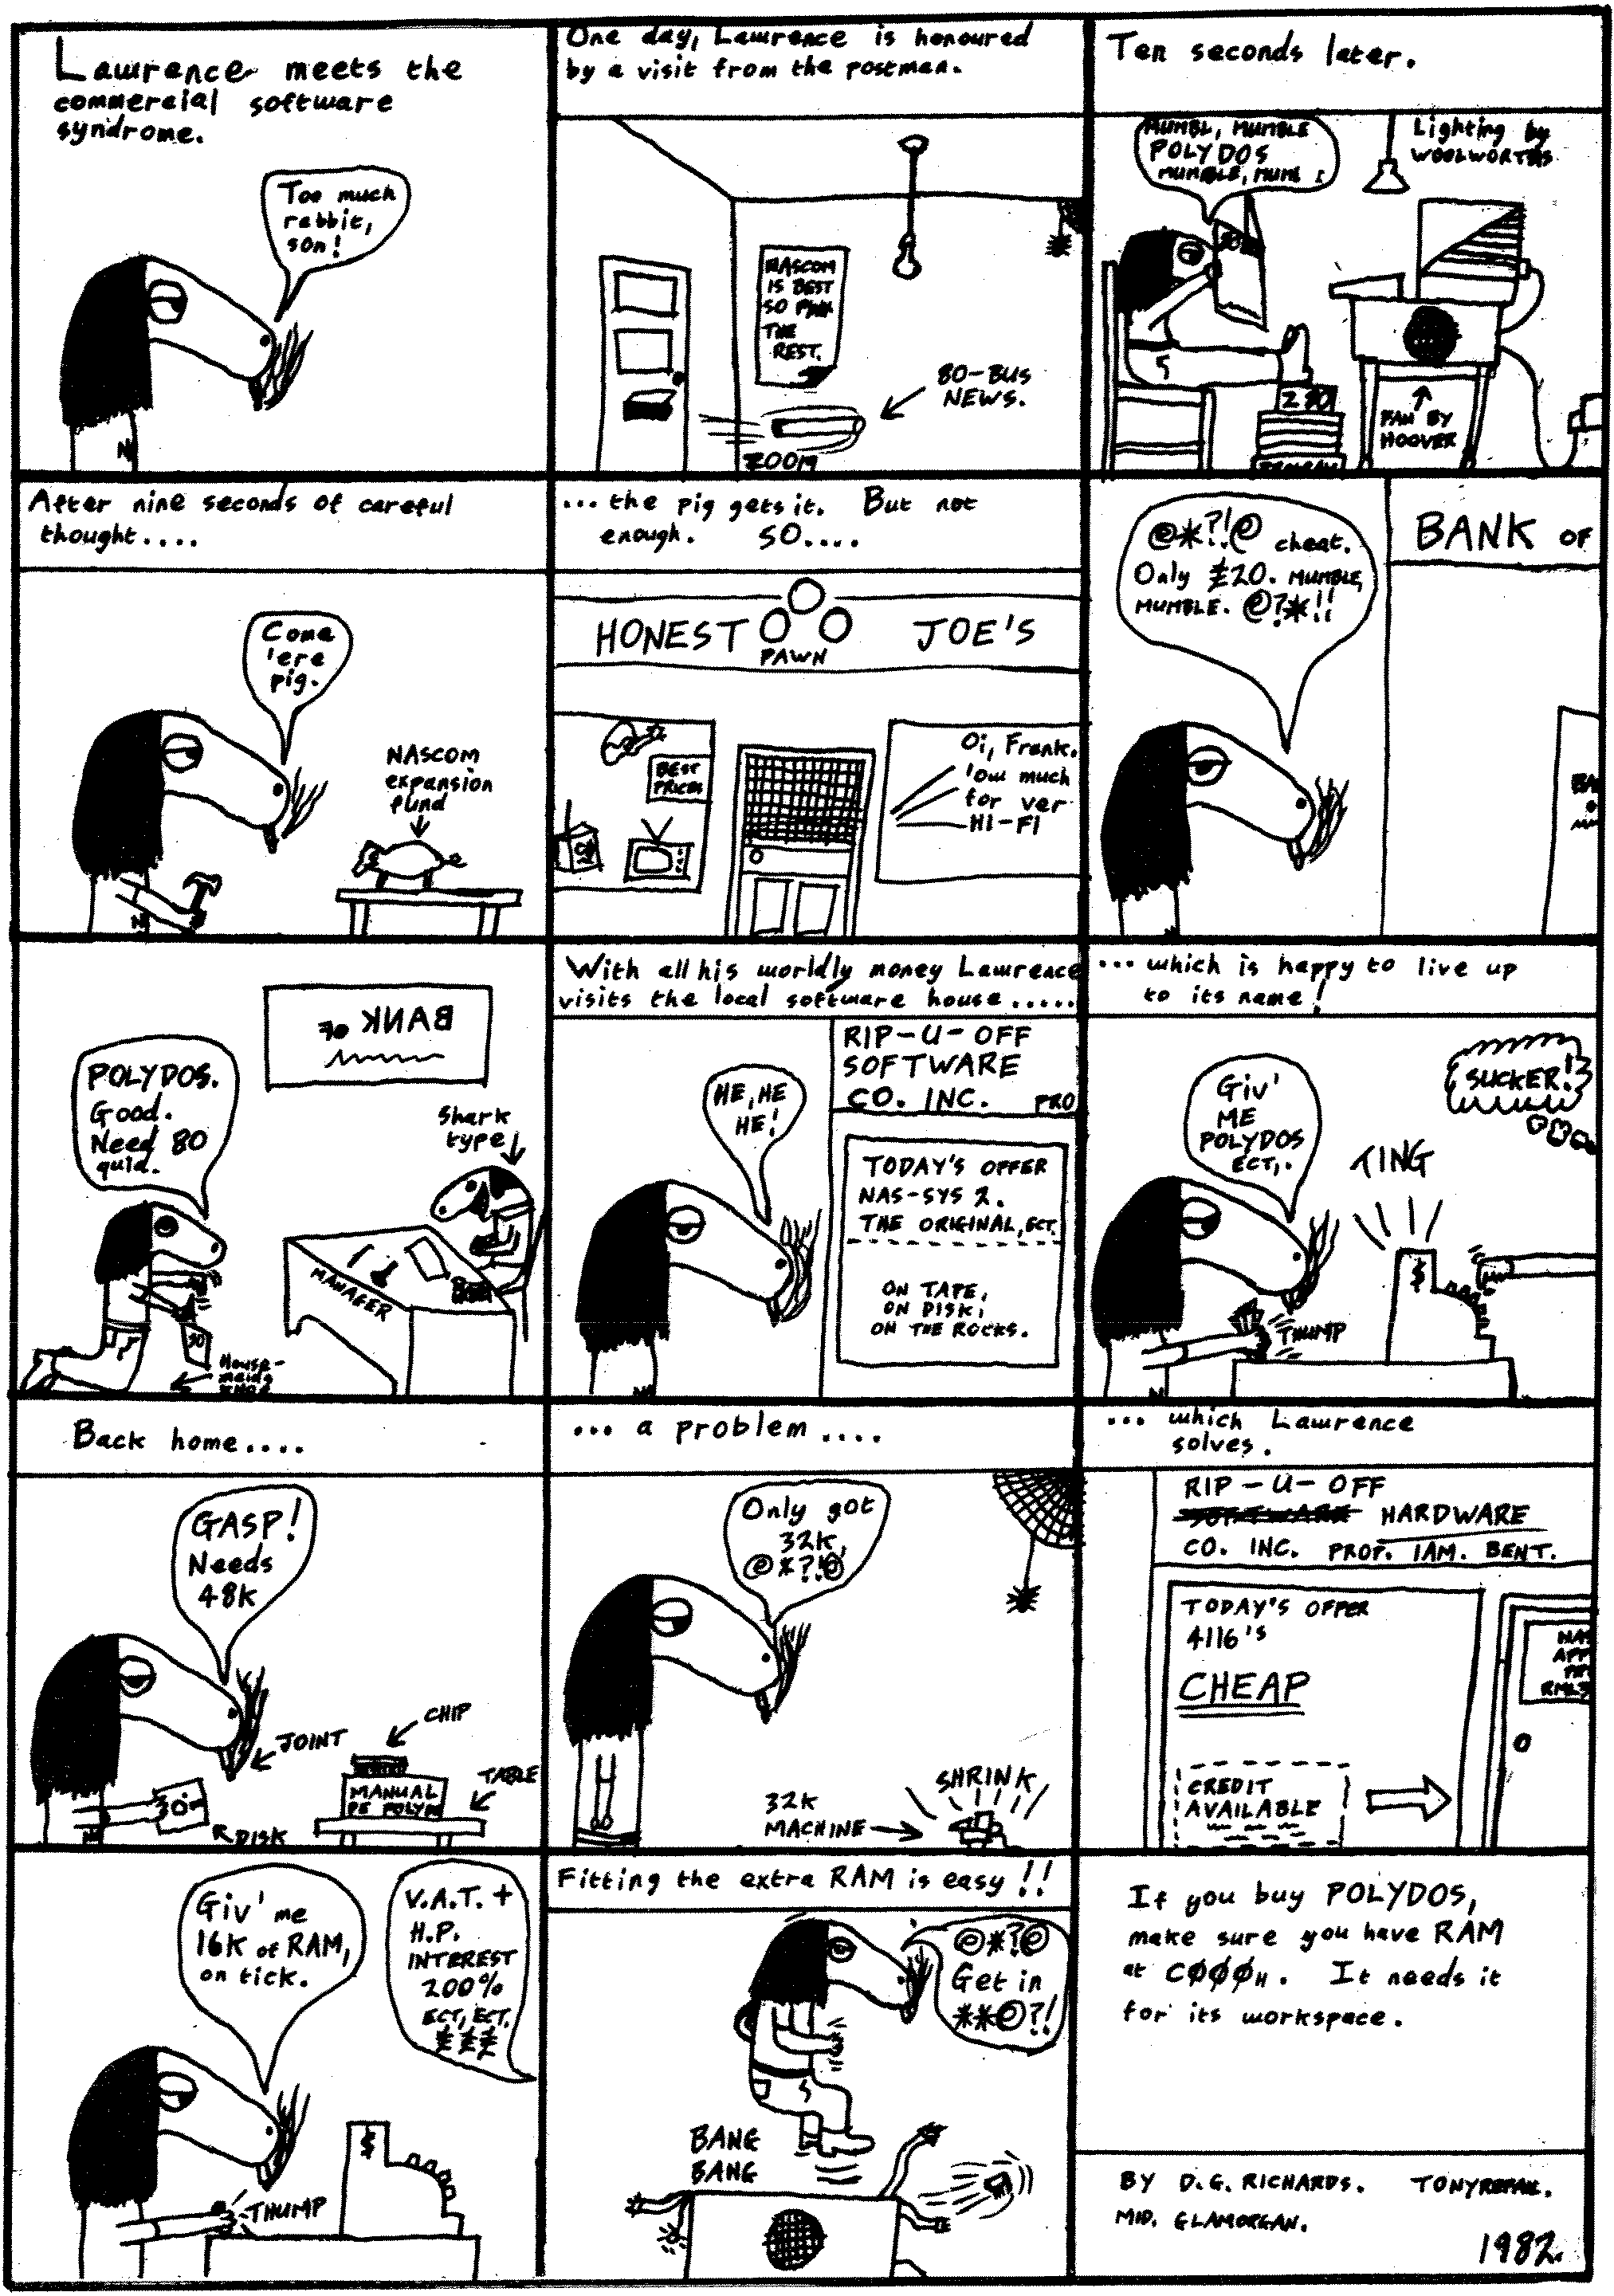 Lawrence meets the
commercial software
syndrome.
Too much
rabbit,
son!
N
One day, Lawrence is honoured
by a visit from the postman.
NASCOM
IS BEST
SO PINK
THE
REST.
80-BUS
NEWS.
ZOOM
Ten seconds later.
MUMBL, MUMBLE
POLYDOS
MUMBLE, MUML
Lighting by
WOOLWORTHS
80
Z80
PROGRAM
FAN BY
HOOVER
After nine seconds of careful
thought....
Come
'ere
pig.
NASCOM
expansion
fund
N
... the pig gets it. But not
enough. SO....
HONEST JOE'S
PAWN
BEST
PRICES
Oi, Frank.
'ow much
for ver
HI-FI
@*?!@ cheat.
Only £20. MUMBLE,
MUMBLE. @?*!!
BANK OF
BANK OF
POLYDOS.
Good.
Need 80
quid.
Shark
type
MANAGER
80
House-
maids
knee
With all his worldly money Lawrence
visits the local software house.....
HE, HE
HE!
RIP-U-OFF
SOFTWARE
CO. INC. PRO
TODAY'S OFFER
NAS-SYS 2.
THE ORIGINAL, ECT.
ON TAPE,
ON DISK,
ON THE ROCKS.
... which is happy to live up
to its name!
Giv'
ME
POLYDOS
ECT,.
SUCKER!
TING
$
THUMP
N
Back home....
GASP!
Needs
48K
JOINT
CHIP
TABLE
MANUAL
DISK
... a problem....
Only got
32K,
@*?!@
SHRINK
32K
MACHINE
... which Lawrence
solves.
RIP-U-OFF
SOFTWARE HARDWARE
CO. INC. PROP. IAM. BENT.
TODAY'S OFFER
4116'S
CHEAP
CREDIT
AVAILABLE
Giv' me
16K of RAM,
on tick.
V.A.T. +
H.P.
INTEREST
200%
ECT, ECT.
£££
THUMP
$
Fitting the extra RAM is easy!!
@*?@
Get in
**@?!
BANG
BANG
If you buy POLYDOS,
make sure you have RAM
at CØØØH. It needs it
for its workspace.
BY D.G. RICHARDS. TONYREFAIL.
MID. GLAMORGAN.
1982.